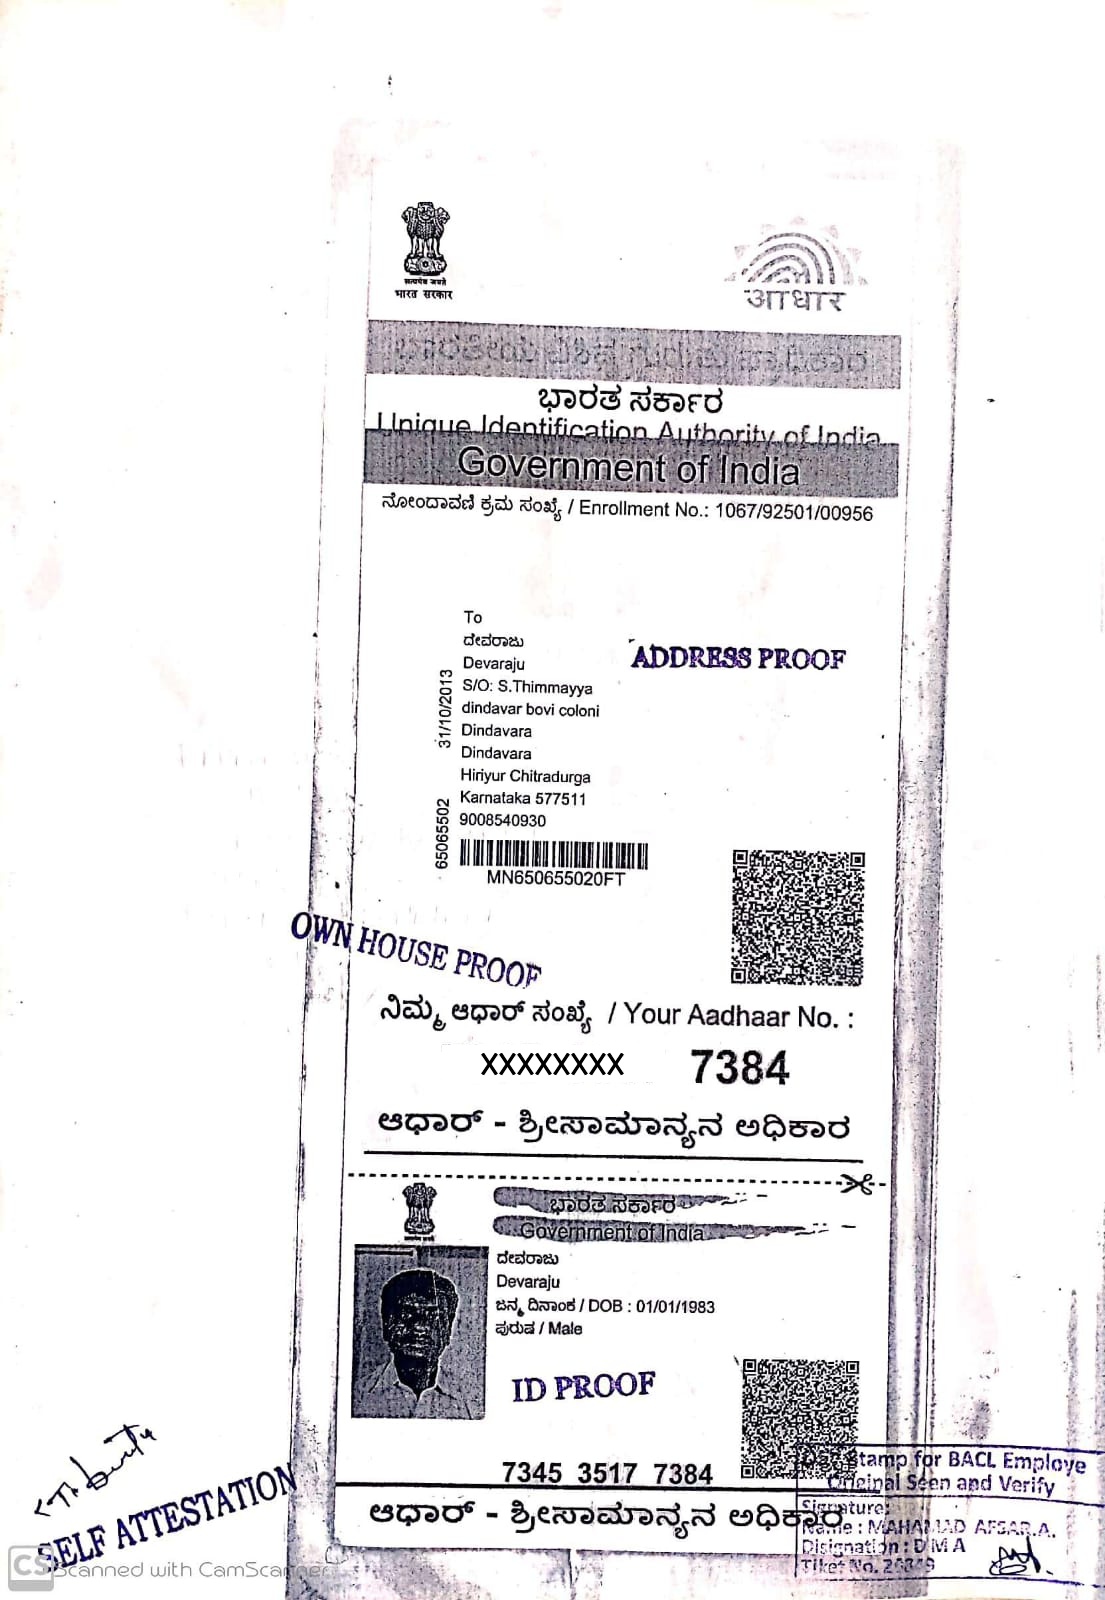 सत्यमेव जयते
भारत सरकार
आधार
ಭಾರತ ಸರ್ಕಾರ
Unique Identification Authority of India
Government of India
ನೋಂದಾವಣಿ ಕ್ರಮ ಸಂಖ್ಯೆ / Enrollment No.: 1067/92501/00956
To
ದೇವರಾಜು
Devaraju
S/O: S.Thimmayya
dindavar bovi coloni
Dindavara
Dindavara
Hiriyur Chitradurga
Karnataka 577511
9008540930
31/10/2013
65065502
MN650655020FT
ADDRESS PROOF
OWN HOUSE PROOF
ನಿಮ್ಮ ಆಧಾರ್ ಸಂಖ್ಯೆ / Your Aadhaar No. :
XXXXXXXX 7384
ಆಧಾರ್ - ಶ್ರೀಸಾಮಾನ್ಯನ ಅಧಿಕಾರ
ಭಾರತ ಸರ್ಕಾರ
Government of India
ದೇವರಾಜು
Devaraju
ಜನ್ಮ ದಿನಾಂಕ / DOB : 01/01/1983
ಪುರುಷ / Male
ID PROOF
7345 3517 7384
ಆಧಾರ್ - ಶ್ರೀಸಾಮಾನ್ಯನ ಅಧಿಕಾರ
SELF ATTESTATION
Stamp for BACL Employe
Original Seen and Verify
Signature:
Name : MAHAMAD AFSAR.A.
Disignation : D M A
Tiket No.
CS Scanned with CamScanner